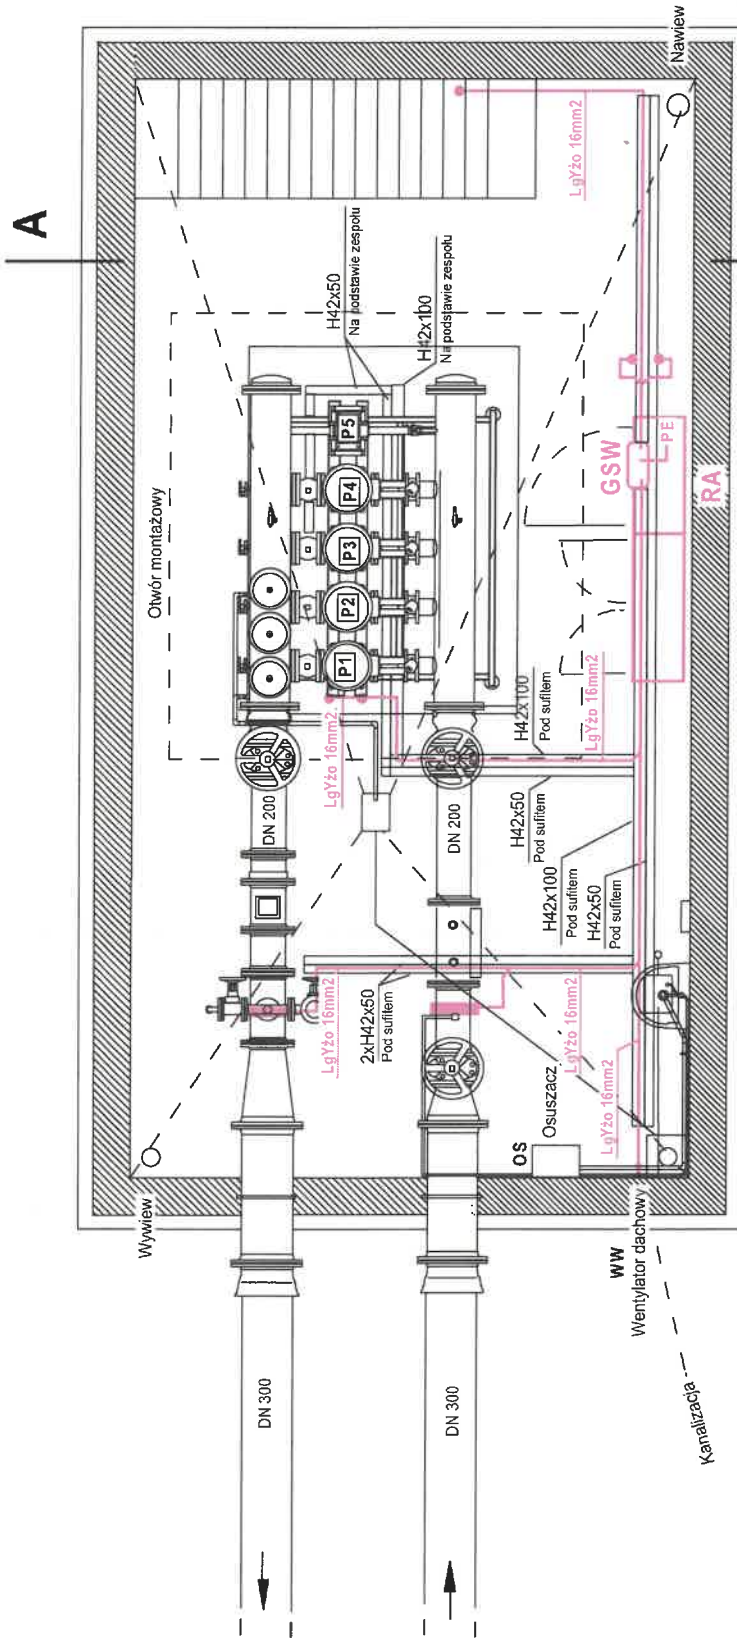 A
Nawiew
LgYżo 16mm2
H42x50
Na podstawie zespołu
H42x100
Na podstawie zespołu
Otwór montażowy
P5
P4
P3
P2
P1
GSW
PE
RA
LgYżo 16mm2
H42x100
Pod sufitem
LgYżo 16mm2
H42x50
Pod sufitem
H42x100
Pod sufitem
H42x50
Pod sufitem
DN 200
DN 200
LgYżo 16mm2
2xH42x50
Pod sufitem
LgYżo 16mm2
LgYżo 16mm2
Osuszacz
OS
Wywiew
WW
Wentylator dachowy
Kanalizacja
DN 300
DN 300